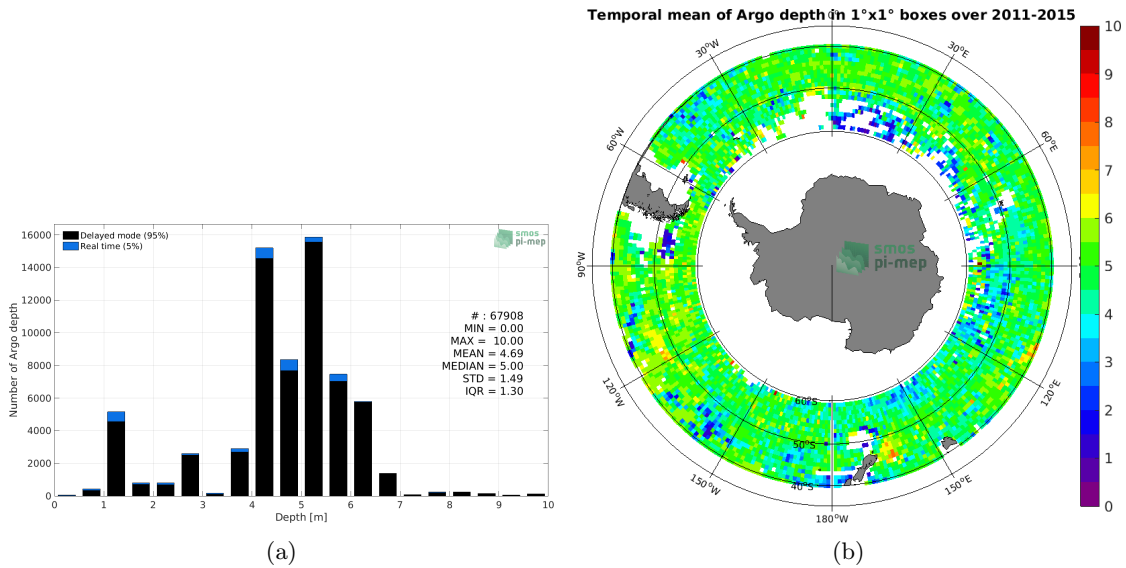 Temporal mean of Argo depth in 1°x1° boxes over 2011-2015
Delayed mode (95%)
Real time (5%)
smos
pi-mep
# : 67908
MIN = 0.00
MAX = 10.00
MEAN = 4.69
MEDIAN = 5.00
STD = 1.49
IQR = 1.30
Number of Argo depth
16000
14000
12000
10000
8000
6000
4000
2000
0
0 1 2 3 4 5 6 7 8 9 10
Depth [m]
(a)
0°
30°W
30°E
60°W
60°E
90°W
120°W
120°E
150°W
150°E
180°W
60°S
50°S
40°S
smos
pi-mep
10
9
8
7
6
5
4
3
2
1
0
(b)